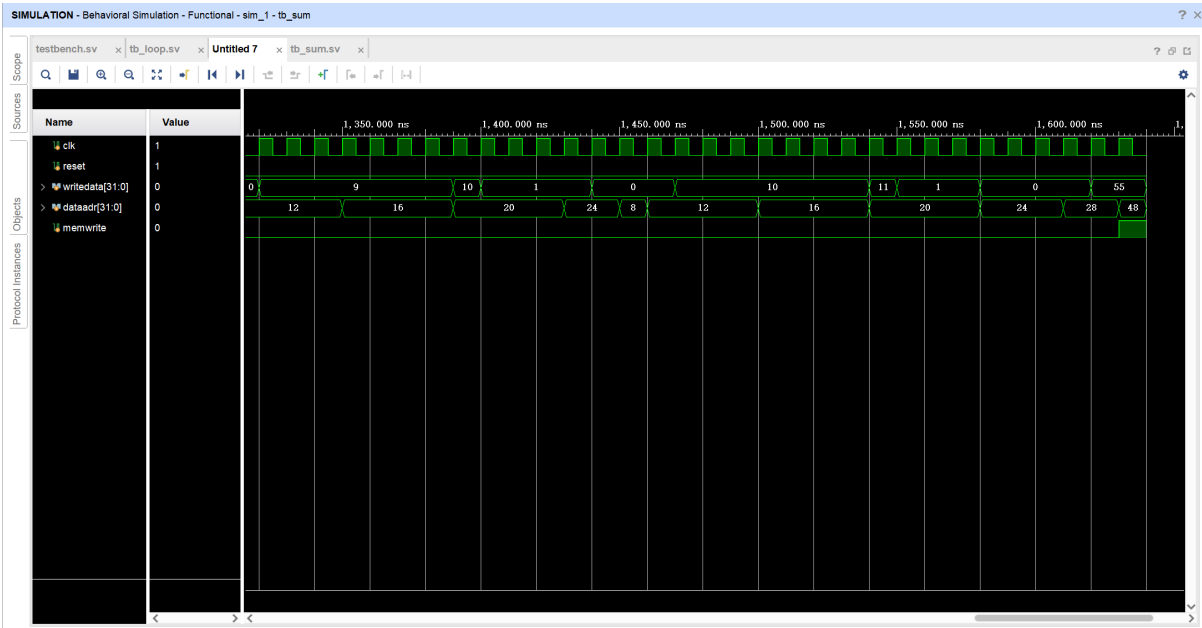 SIMULATION - Behavioral Simulation - Functional - sim_1 - tb_sum
testbench.sv tb_loop.sv Untitled 7 tb_sum.sv
Scope
Sources
Objects
Protocol Instances
Name Value
1,350.000 ns 1,400.000 ns 1,450.000 ns 1,500.000 ns 1,550.000 ns 1,600.000 ns 1,
clk 1
reset 1
writedata[31:0] 0 0 9 10 1 0 10 11 1 0 55
dataadr[31:0] 0 12 16 20 24 8 12 16 20 24 28 48
memwrite 0